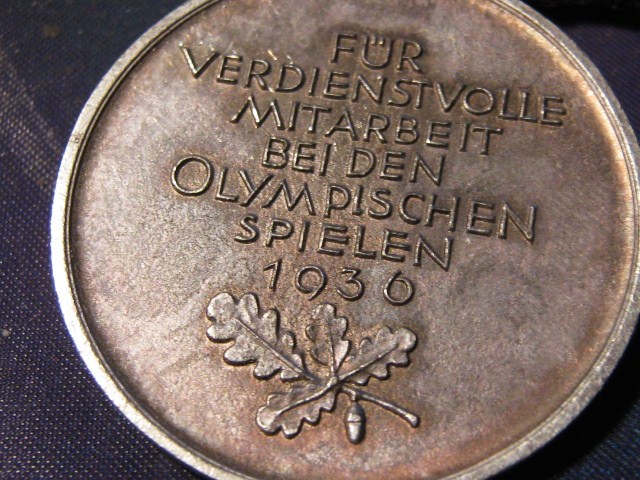 FÜR
VERDIENSTVOLLE
MITARBEIT
BEI DEN
OLYMPISCHEN
SPIELEN
1936